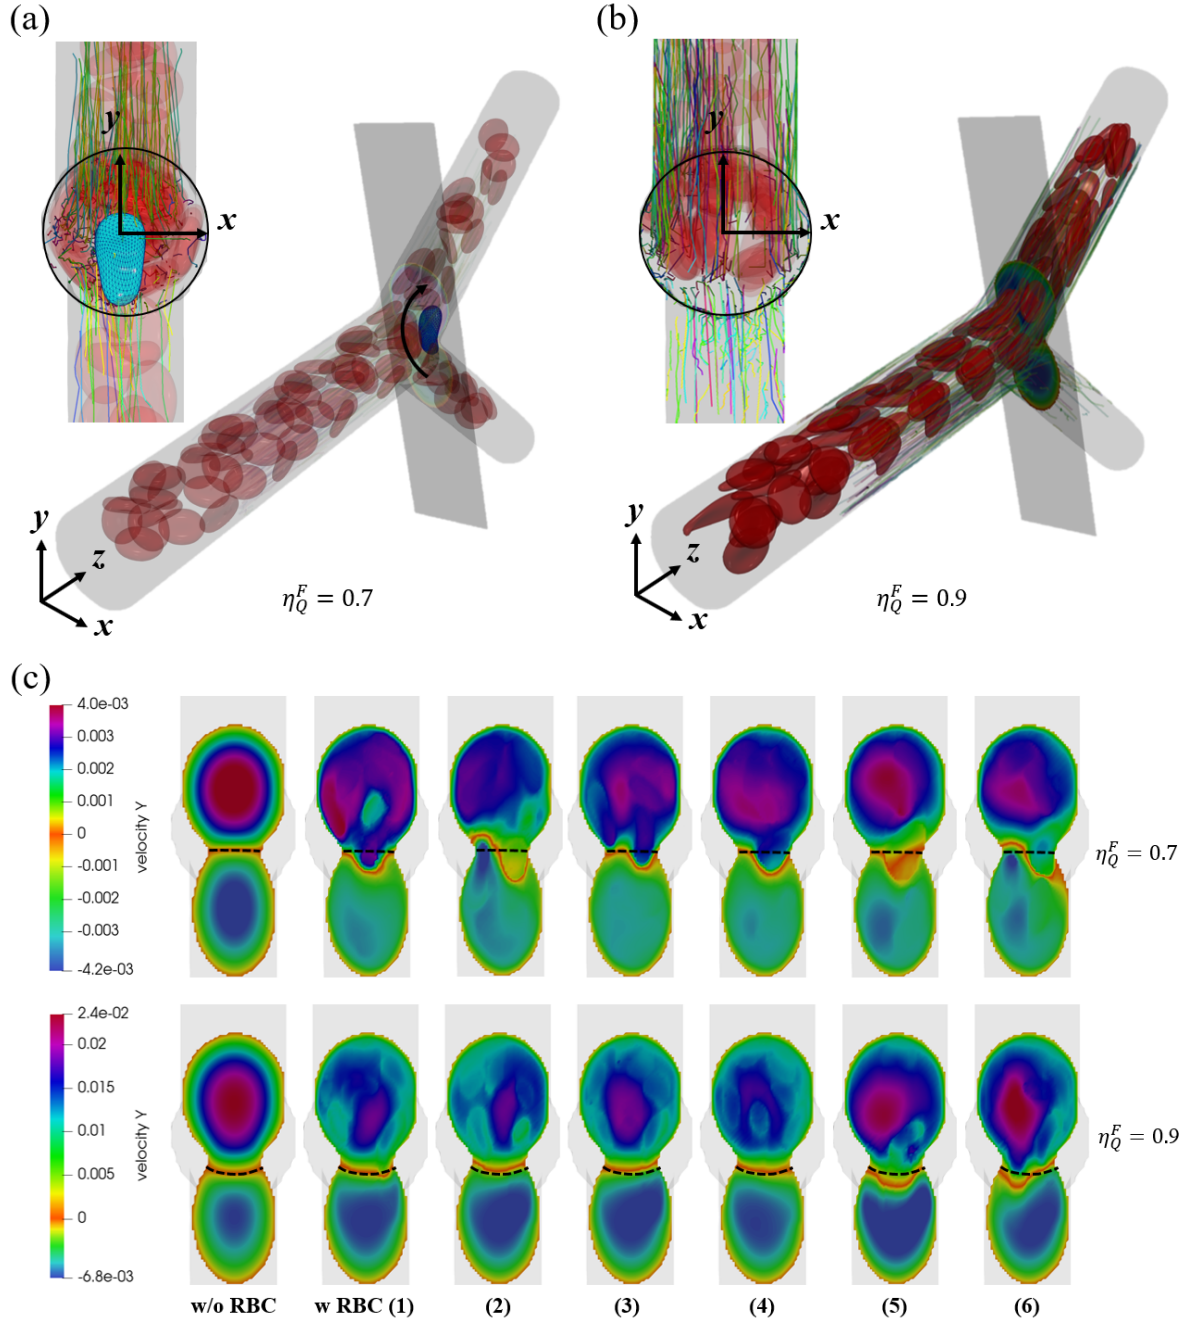 (a)
(b)
y
x
y
x
y
z
x
η_Q^F = 0.7
y
z
x
η_Q^F = 0.9
(c)
4.0e-03
0.003
0.002
0.001
0
-0.001
-0.002
-0.003
-4.2e-03
velocity Y
η_Q^F = 0.7
2.4e-02
0.02
0.015
0.01
0.005
0
-6.8e-03
velocity Y
η_Q^F = 0.9
w/o RBC
w RBC (1)
(2)
(3)
(4)
(5)
(6)